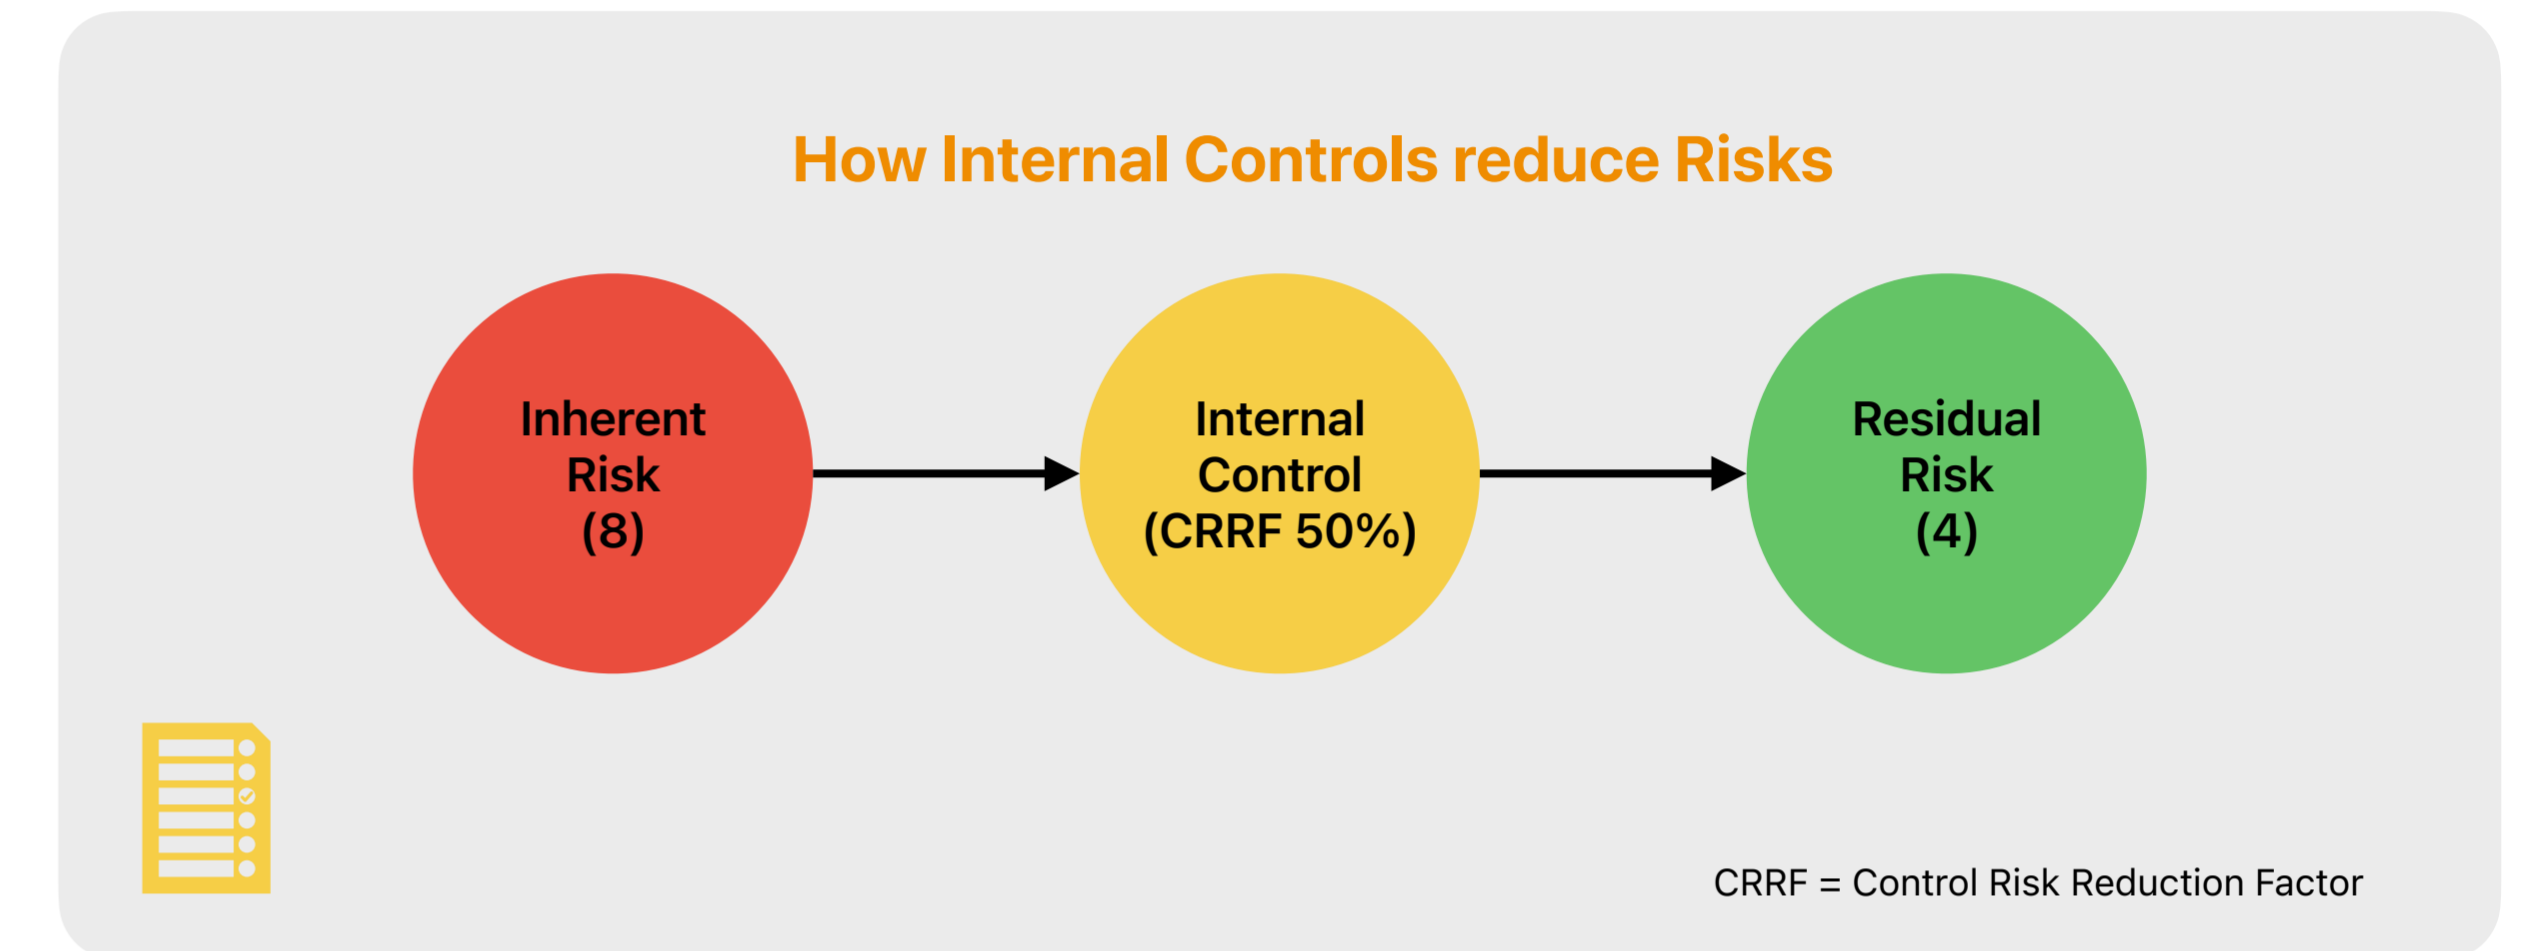 How Internal Controls reduce Risks
Inherent
Risk
(8)
Internal
Control
(CRRF 50%)
Residual
Risk
(4)
CRRF = Control Risk Reduction Factor